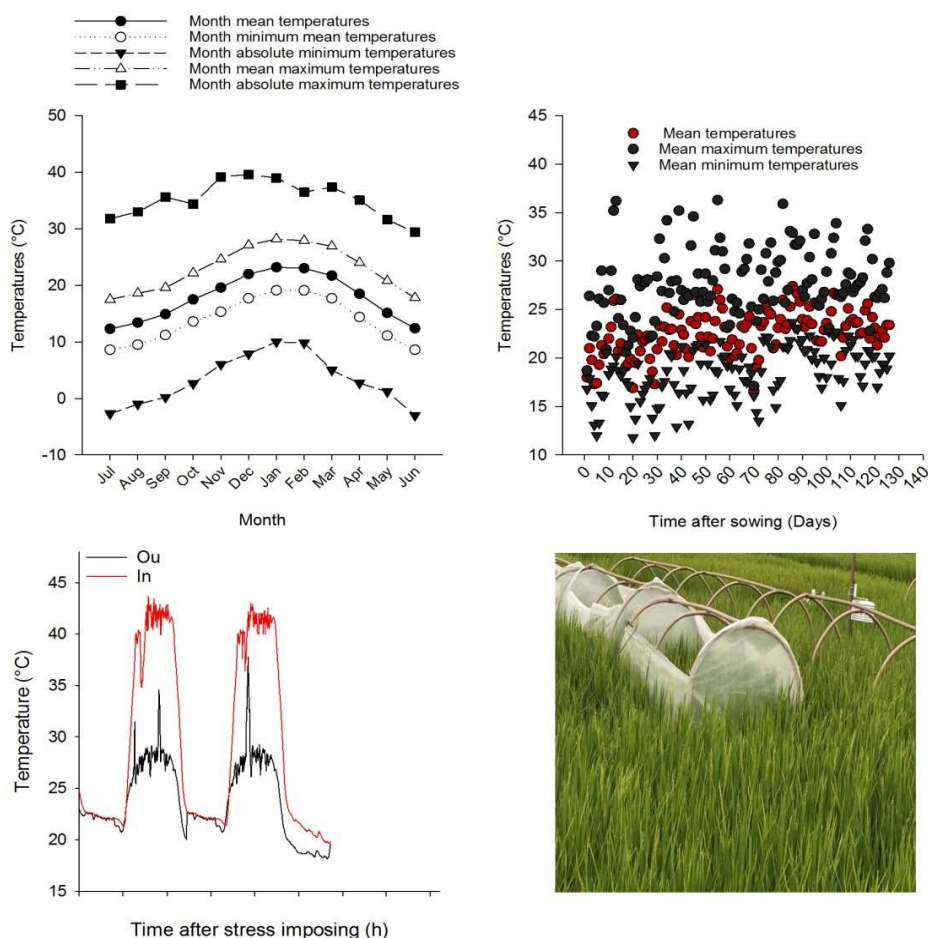 Month mean temperatures
Month minimum mean temperatures
Month absolute minimum temperatures
Month mean maximum temperatures
Month absolute maximum temperatures
50
40
30
20
10
0
-10
Temperatures (°C)
Jul
Aug
Sep
Oct
Nov
Dec
Jan
Feb
Mar
Apr
May
Jun
Month
45
40
35
30
25
20
15
10
Temperatures (°C)
Mean temperatures
Mean maximum temperatures
Mean minimum temperatures
0
10
20
30
40
50
60
70
80
90
100
110
120
130
140
Time after sowing (Days)
Ou
In
45
40
35
30
25
20
15
Temperature (°C)
Time after stress imposing (h)